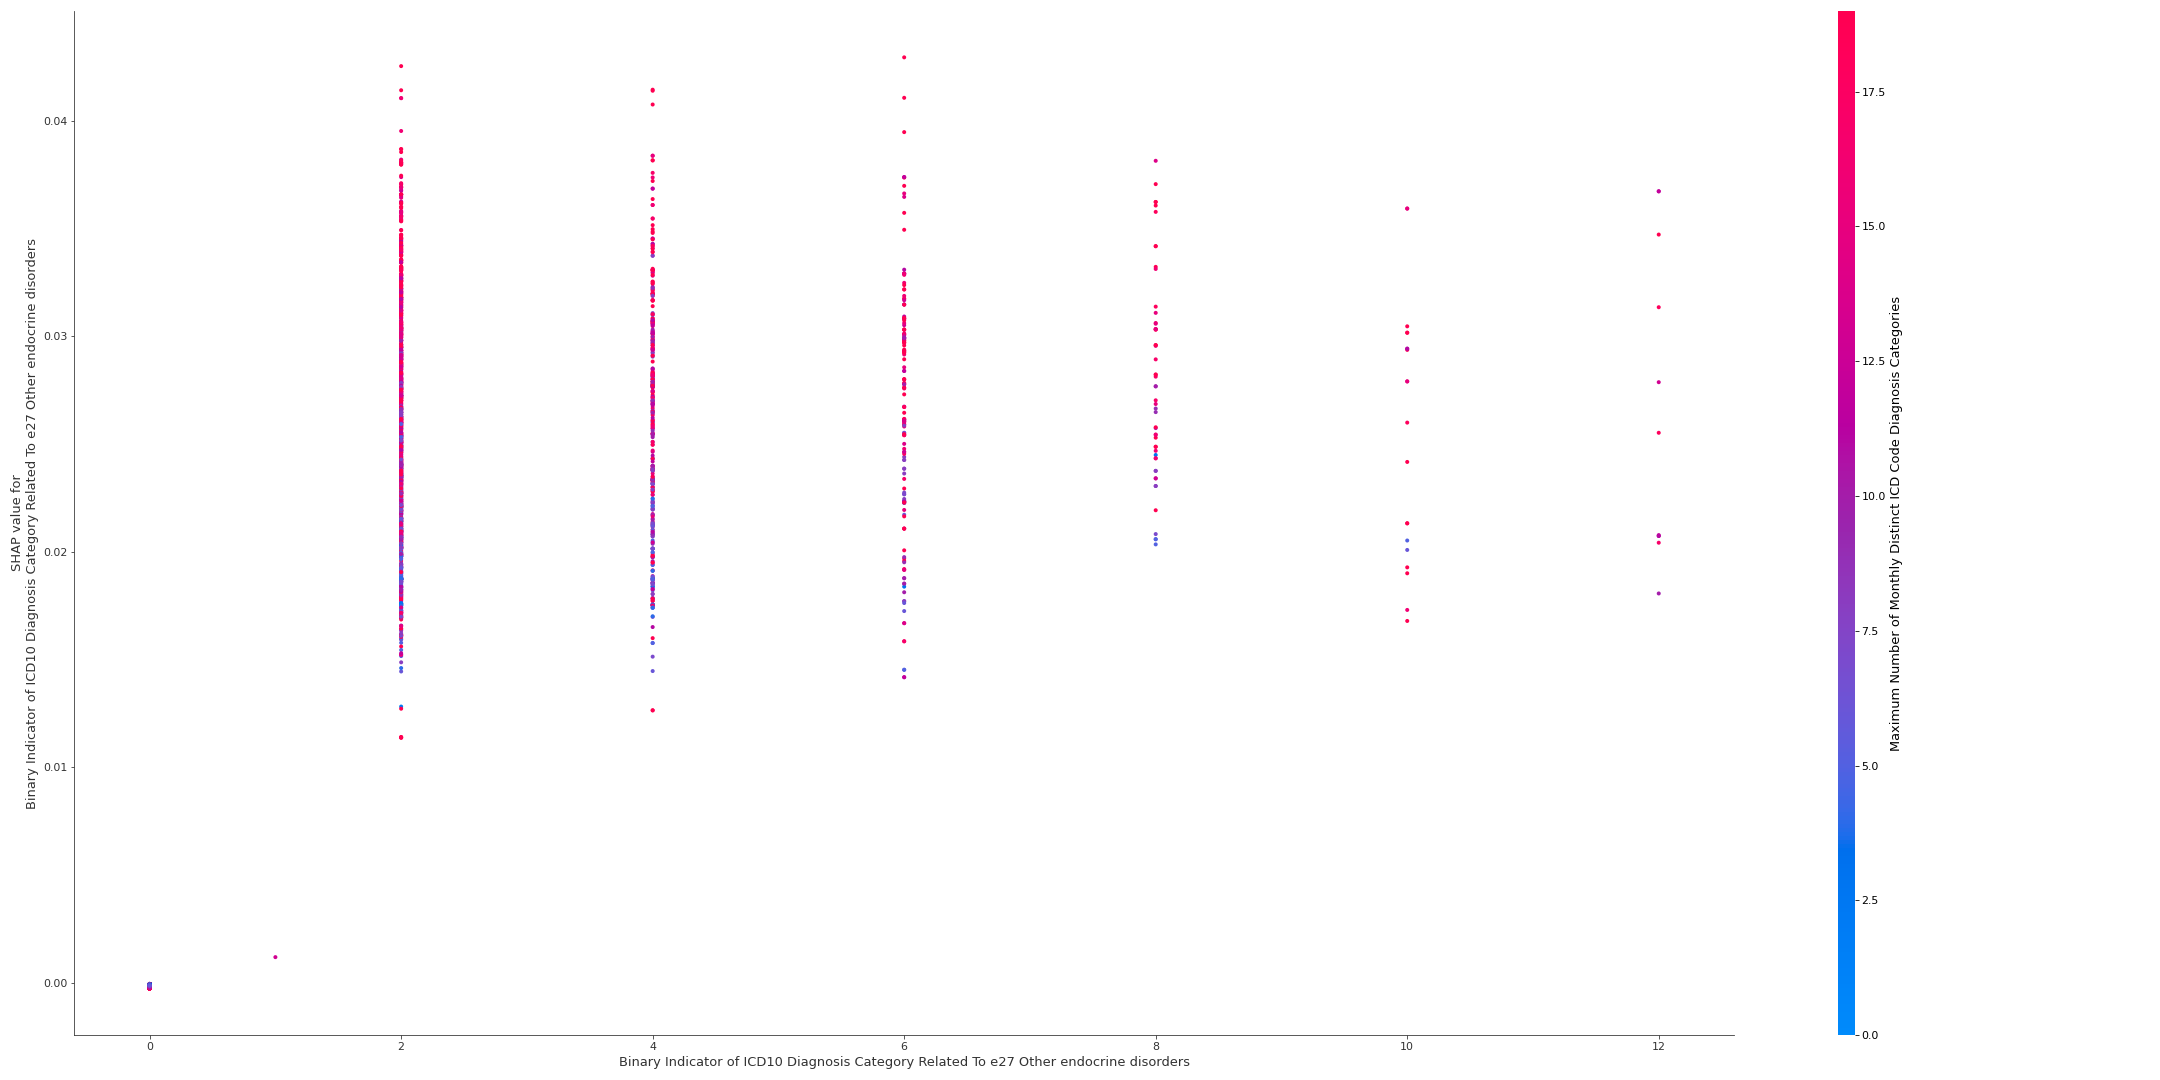 SHAP value for
Binary Indicator of ICD10 Diagnosis Category Related To e27 Other endocrine disorders
0.04
0.03
0.02
0.01
0.00
0 2 4 6 8 10 12
Binary Indicator of ICD10 Diagnosis Category Related To e27 Other endocrine disorders
17.5
15.0
12.5
10.0
7.5
5.0
2.5
0.0
Maximum Number of Monthly Distinct ICD Code Diagnosis Categories